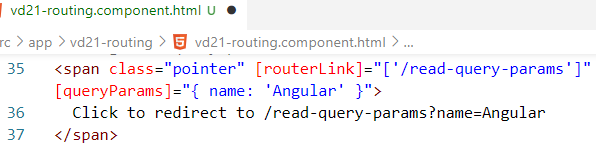 vd21-routing.component.html U
rc > app > vd21-routing > vd21-routing.component.html > ...
35 <span class="pointer" [routerLink]="['/read-query-params']"
[queryParams]="{ name: 'Angular' }">
36 Click to redirect to /read-query-params?name=Angular
37 </span>